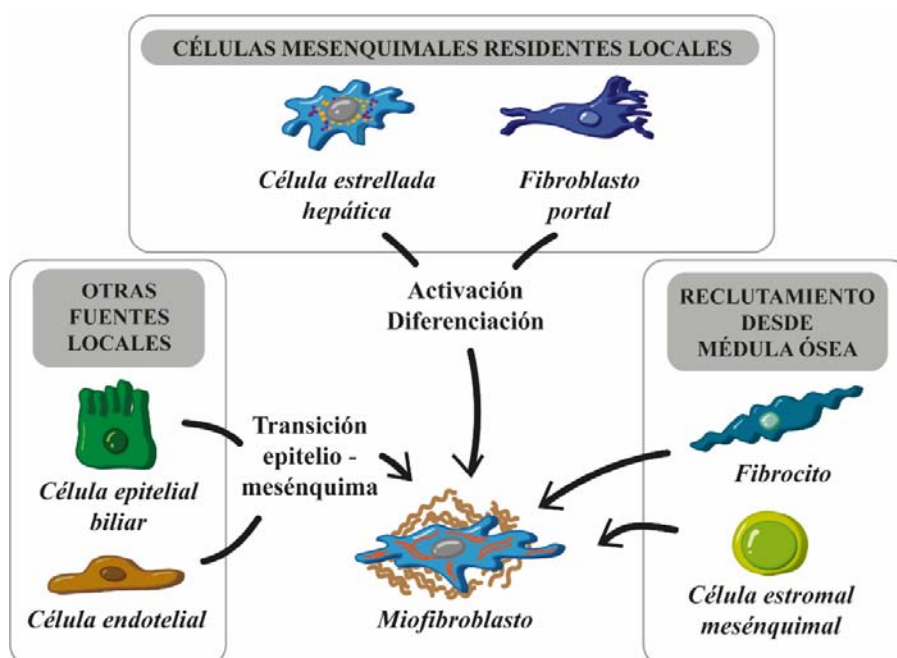 CÉLULAS MESENQUIMALES RESIDENTES LOCALES
Célula estrellada
hepática
Fibroblasto
portal
Activación
Diferenciación
OTRAS
FUENTES
LOCALES
Célula epitelial
biliar
Célula endotelial
Transición
epitelio -
mesénquima
Miofibroblasto
RECLUTAMIENTO
DESDE
MÉDULA ÓSEA
Fibrocito
Célula estromal
mesénquimal